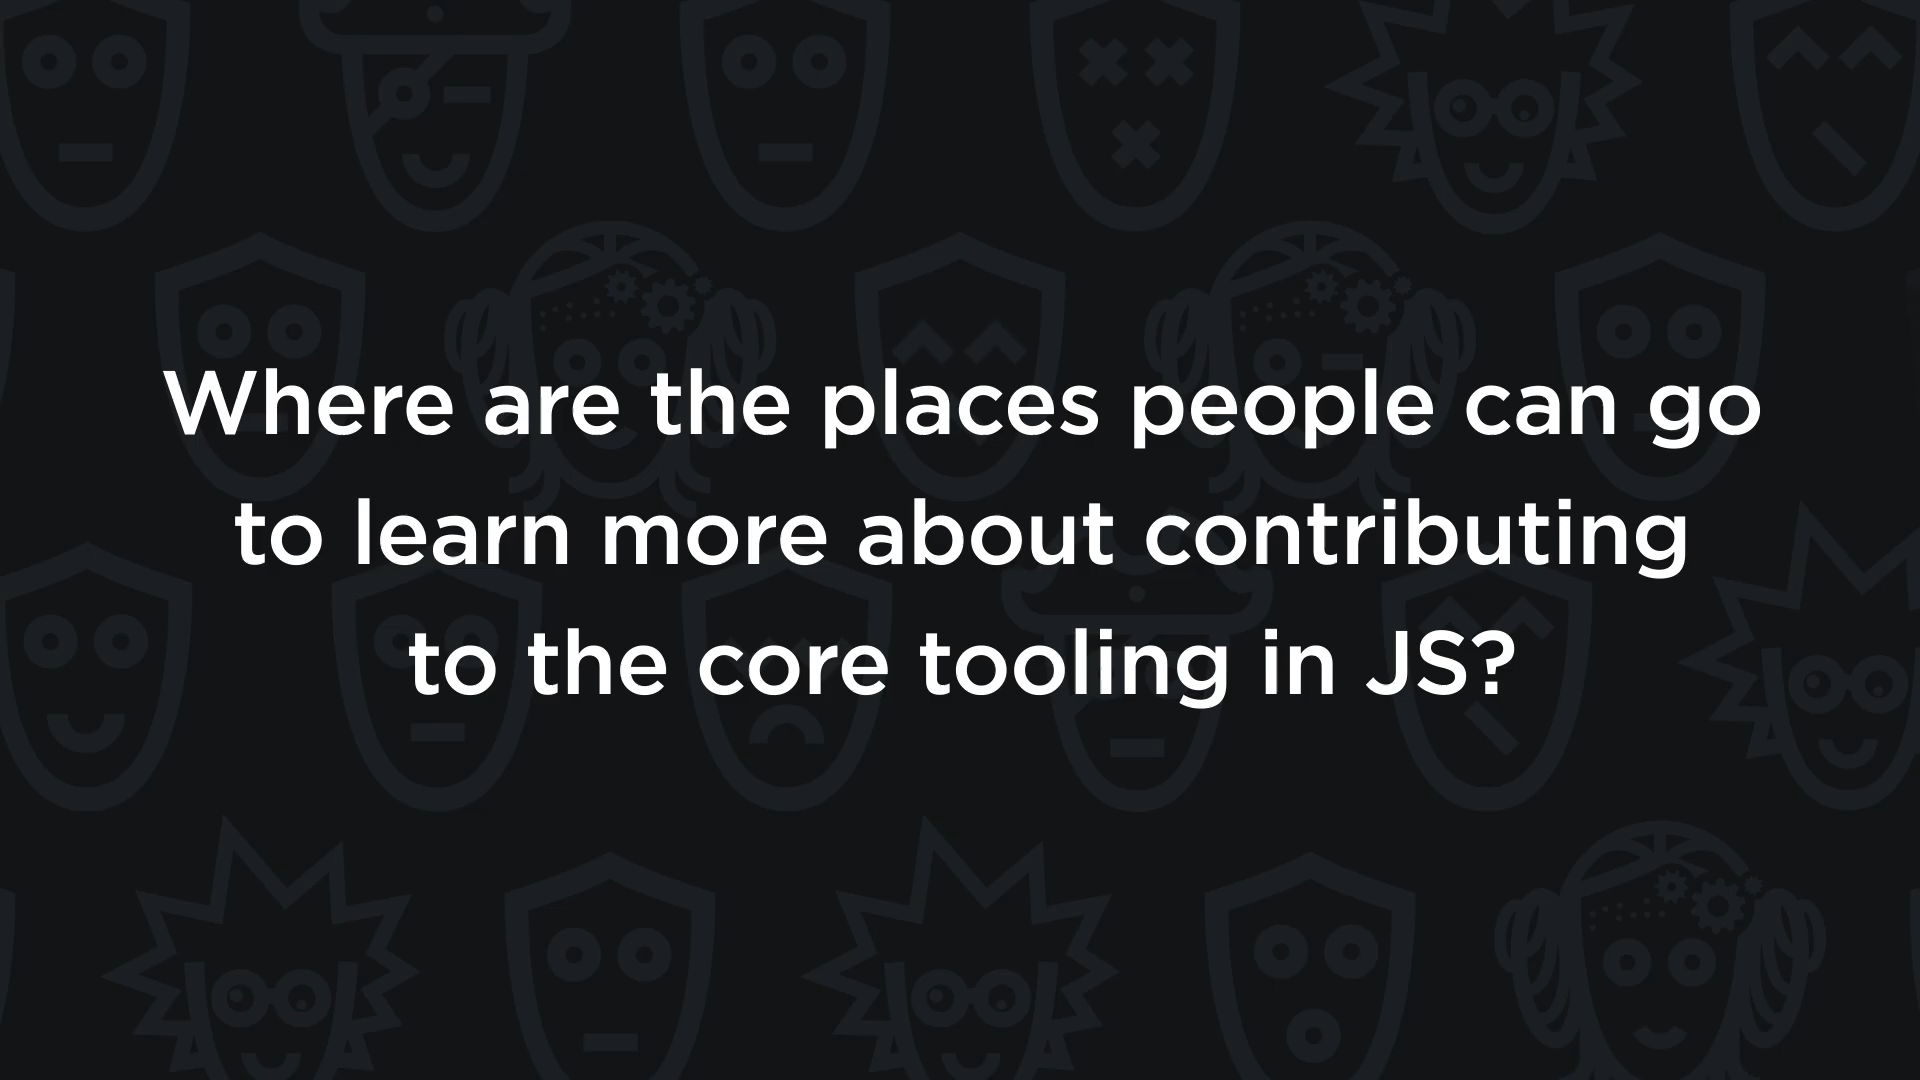 Where are the places people can go
to learn more about contributing
to the core tooling in JS?